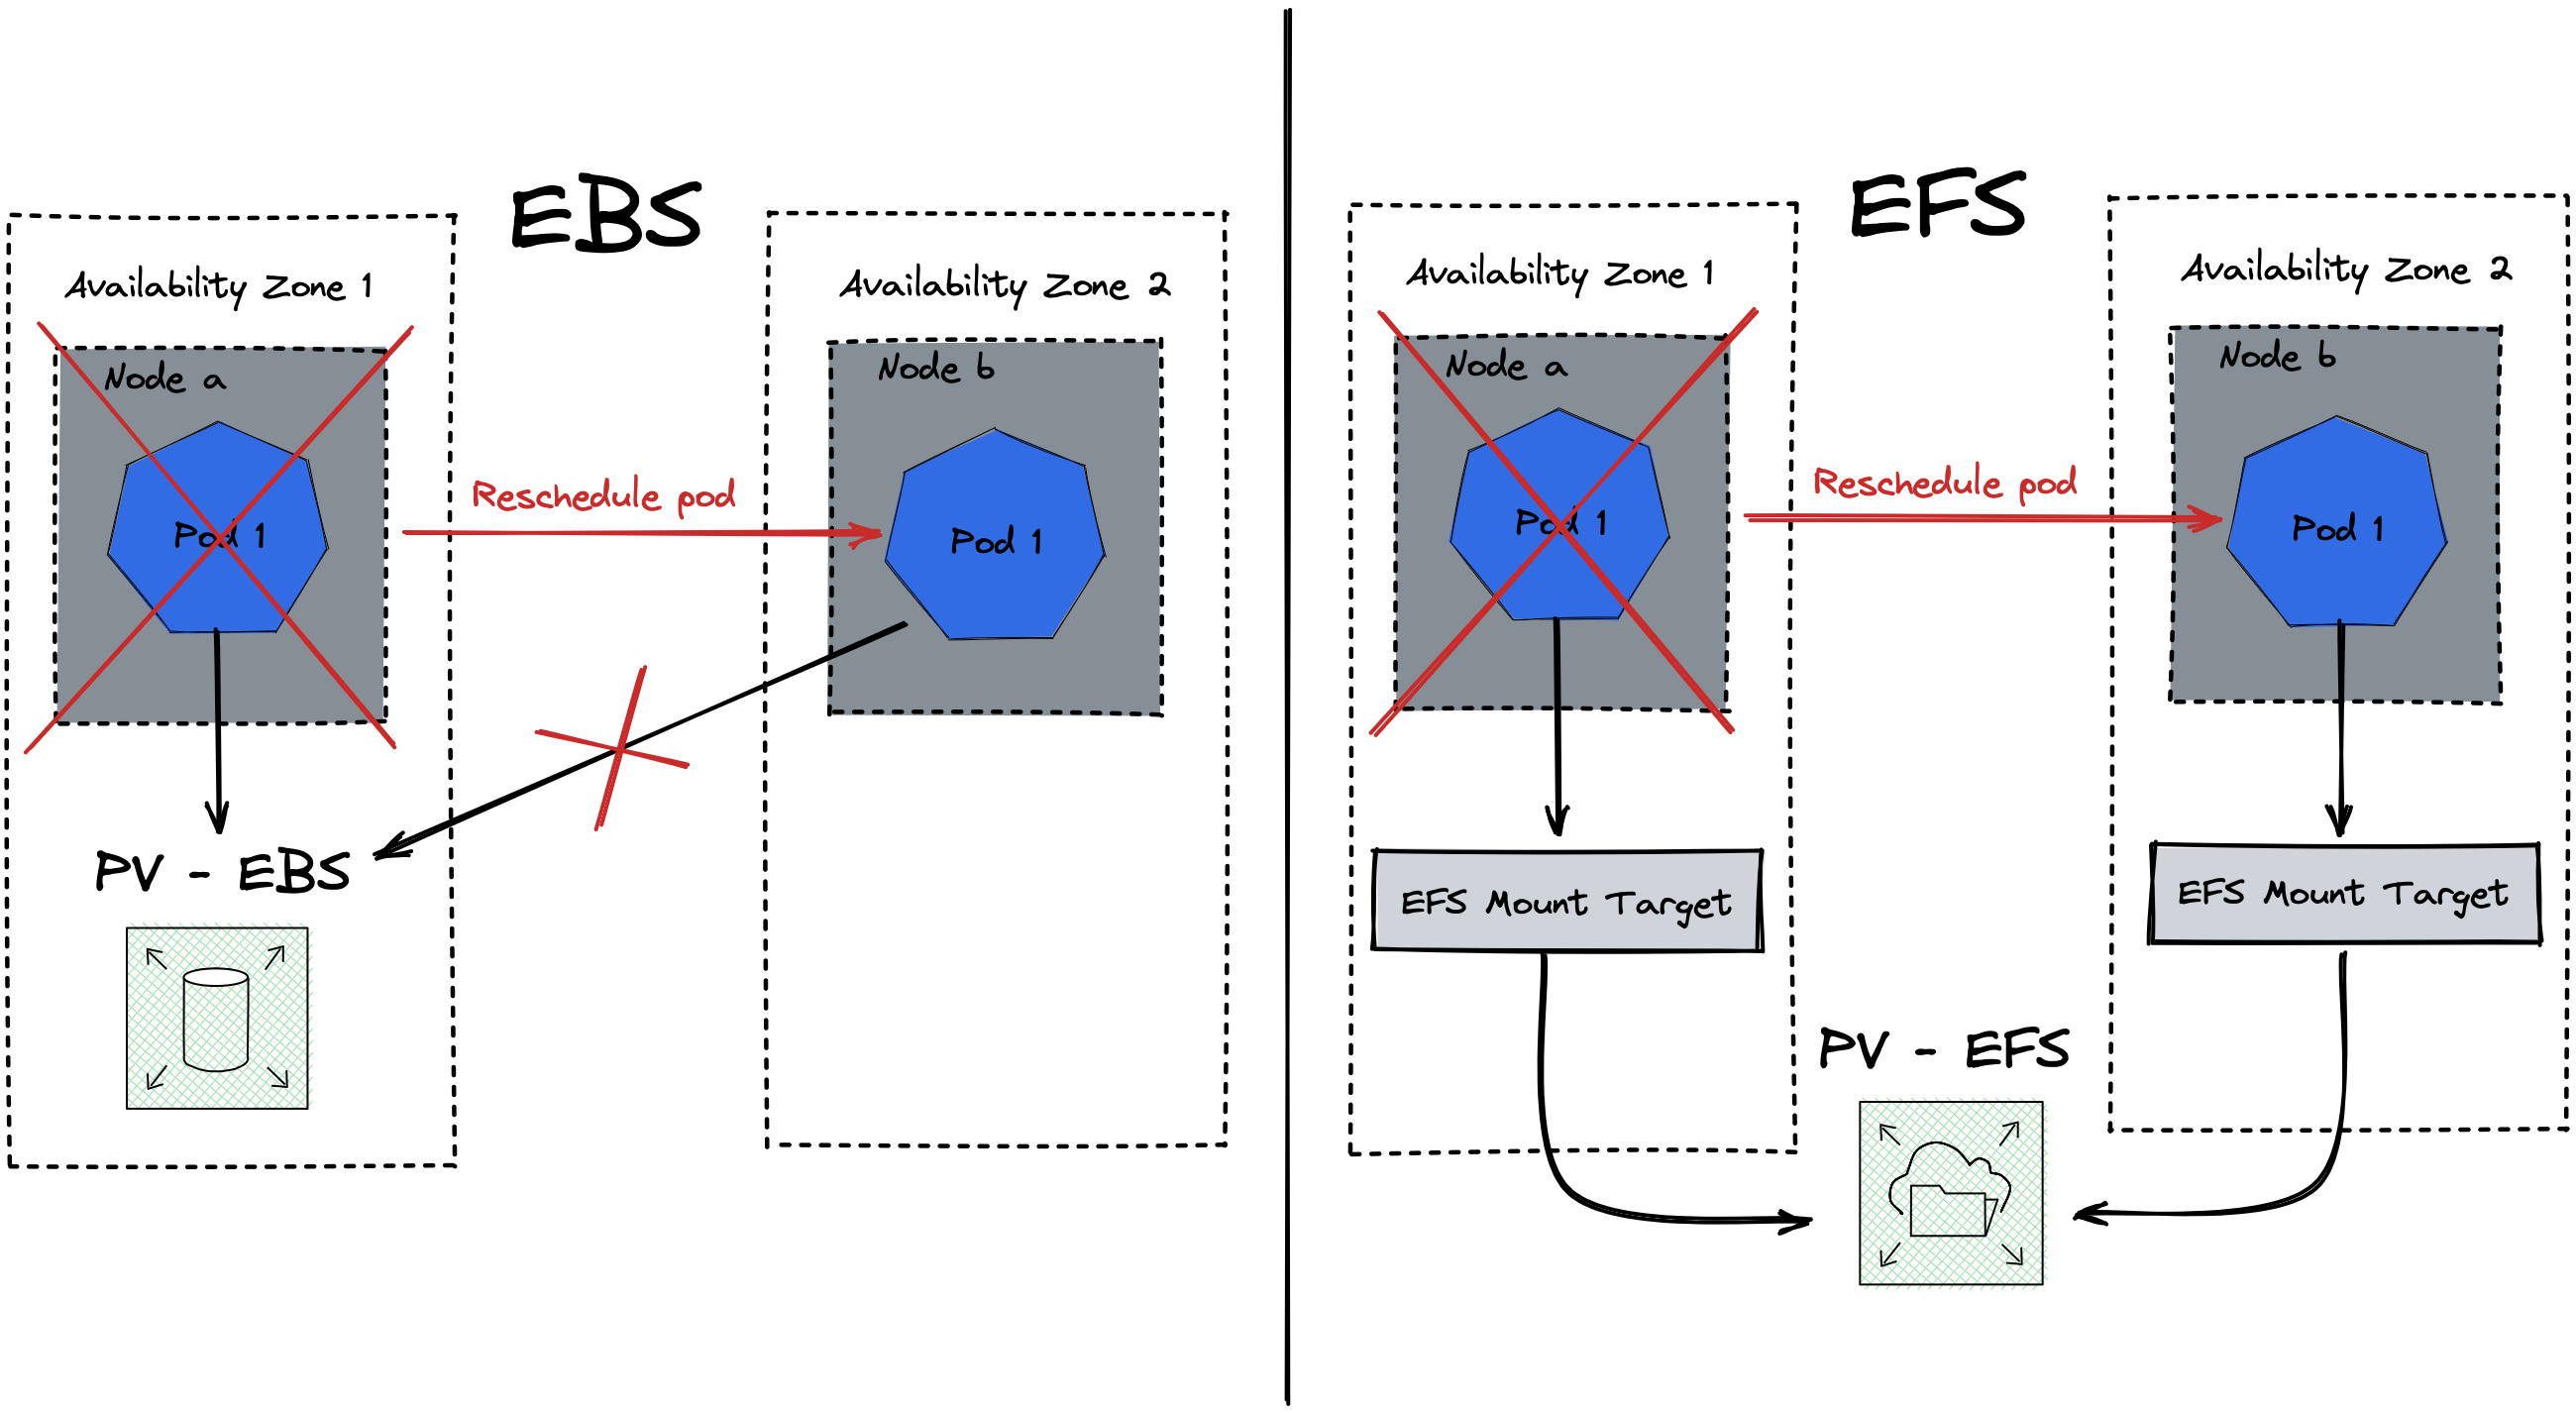 EBS
Availability Zone 1
Availability Zone 2
Node a
Node b
Pod 1
Reschedule pod
Pod 1
PV - EBS
EFS
Availability Zone 1
Availability Zone 2
Node a
Node b
Pod 1
Reschedule pod
Pod 1
EFS Mount Target
EFS Mount Target
PV - EFS